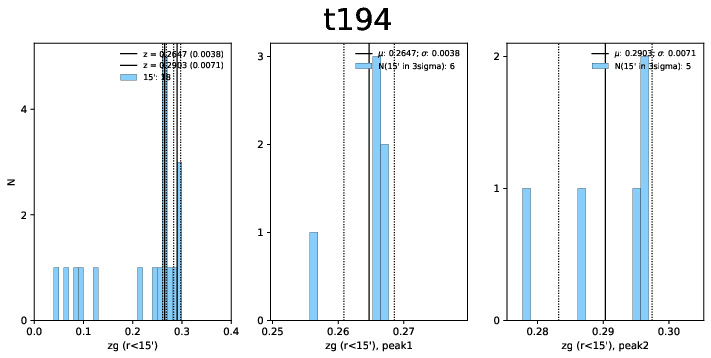 t194
z = 0.2647 (0.0038)
z = 0.2903 (0.0071)
15': 18
N
0
2
4
0.0 0.1 0.2 0.3 0.4
zg (r<15')
μ: 0.2647; σ: 0.0038
N(15' in 3sigma): 6
0
1
2
3
0.25 0.26 0.27
zg (r<15'), peak1
μ: 0.2903; σ: 0.0071
N(15' in 3sigma): 5
0
1
2
0.28 0.29 0.30
zg (r<15'), peak2